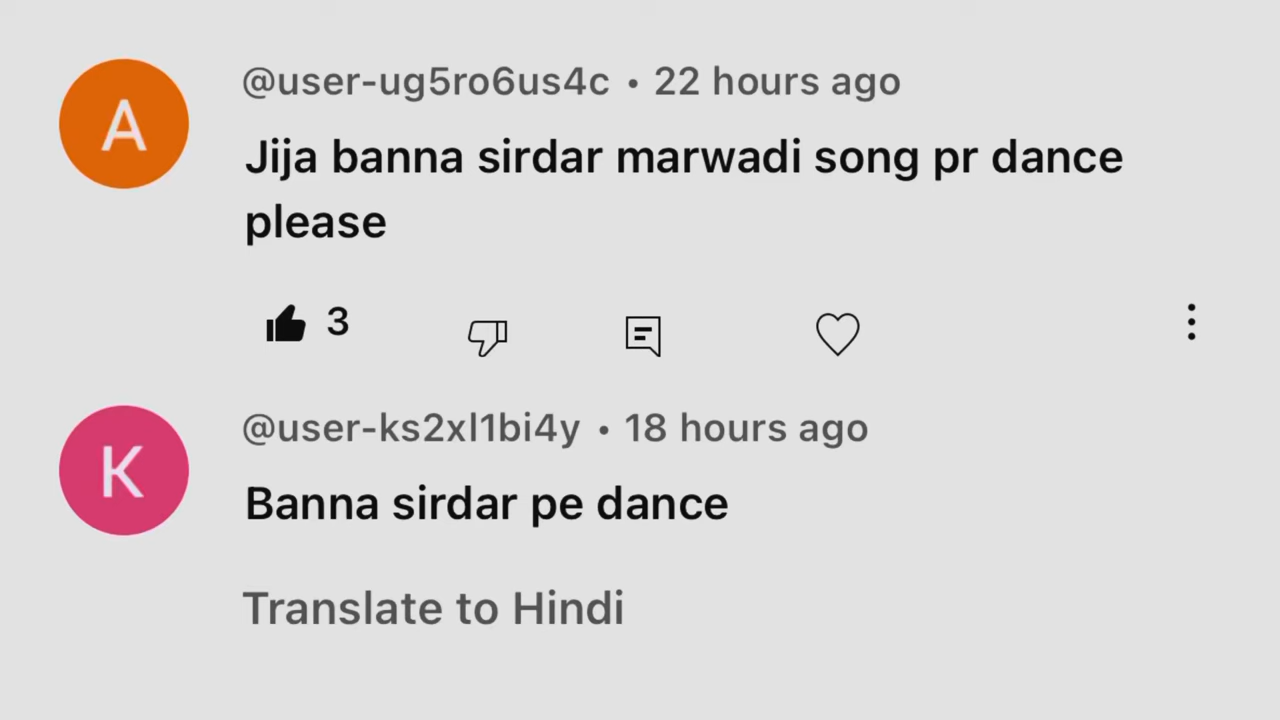 A
@user-ug5ro6us4c • 22 hours ago
Jija banna sirdar marwadi song pr dance
please
3
K
@user-ks2xl1bi4y • 18 hours ago
Banna sirdar pe dance
Translate to Hindi